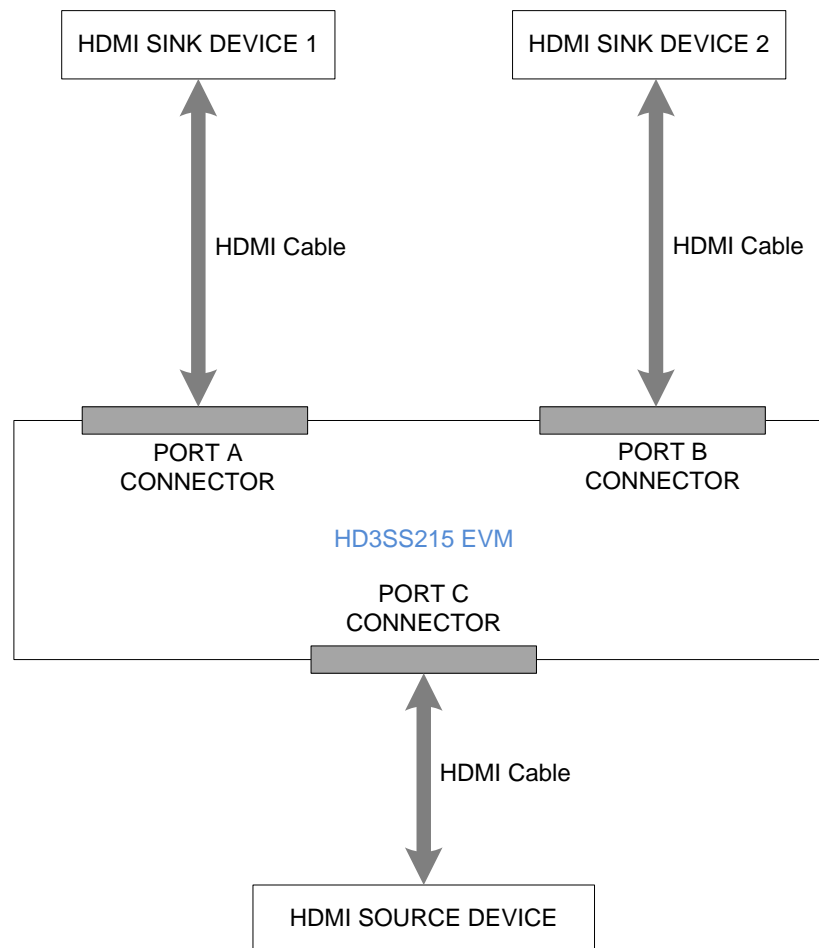 HDMI SINK DEVICE 1
HDMI SINK DEVICE 2
HDMI Cable
HDMI Cable
PORT A
CONNECTOR
PORT B
CONNECTOR
HD3SS215 EVM
PORT C
CONNECTOR
HDMI Cable
HDMI SOURCE DEVICE